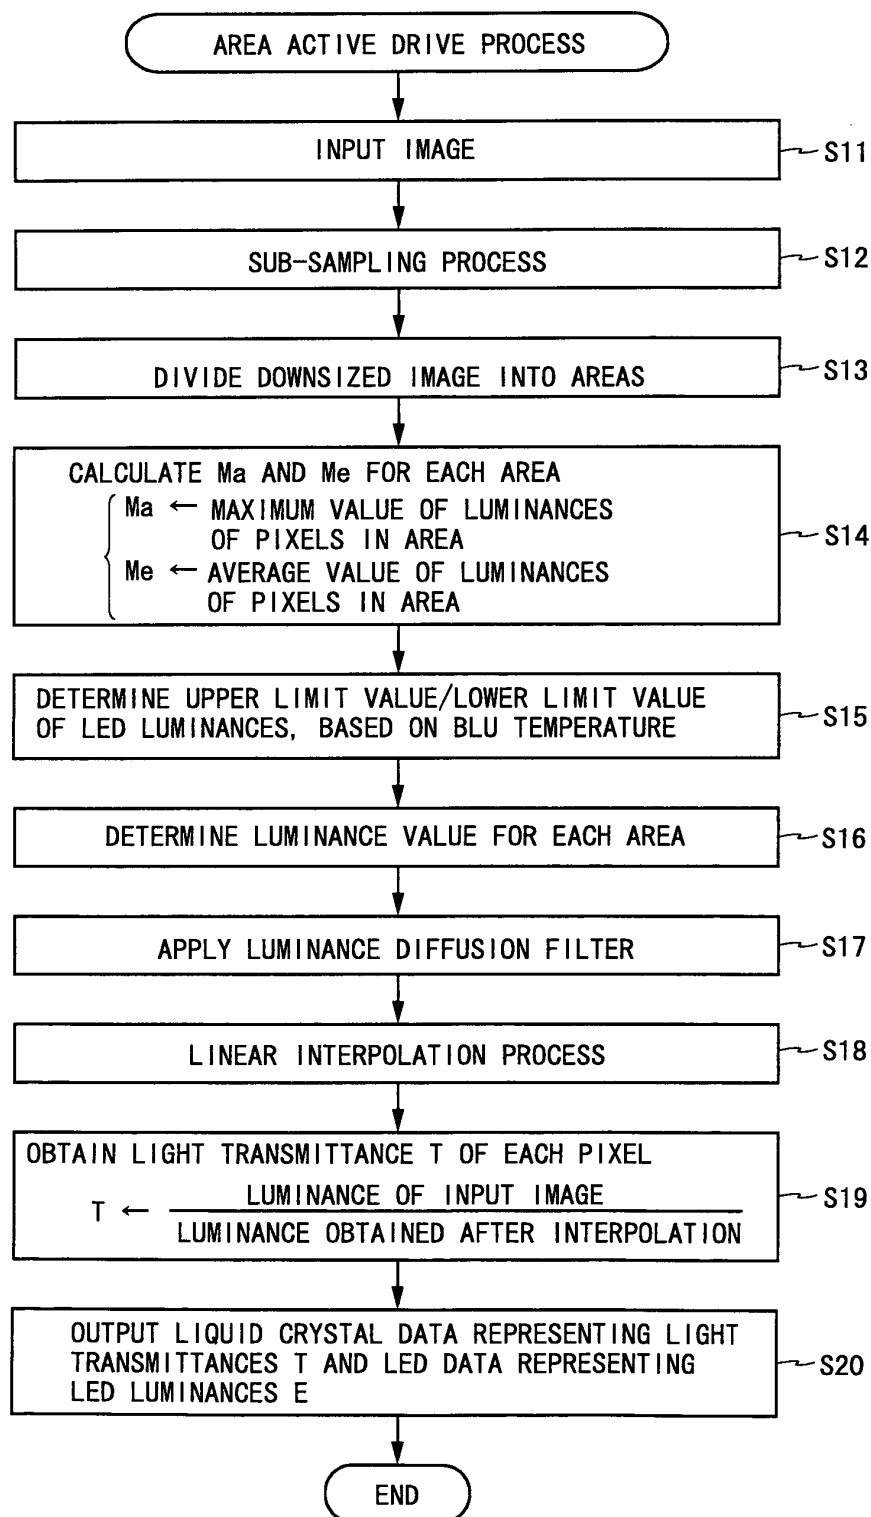 AREA ACTIVE DRIVE PROCESS
INPUT IMAGE
S11
SUB-SAMPLING PROCESS
S12
DIVIDE DOWNSIZED IMAGE INTO AREAS
S13
CALCULATE Ma AND Me FOR EACH AREA
Ma ← MAXIMUM VALUE OF LUMINANCES
OF PIXELS IN AREA
Me ← AVERAGE VALUE OF LUMINANCES
OF PIXELS IN AREA
S14
DETERMINE UPPER LIMIT VALUE/LOWER LIMIT VALUE
OF LED LUMINANCES, BASED ON BLU TEMPERATURE
S15
DETERMINE LUMINANCE VALUE FOR EACH AREA
S16
APPLY LUMINANCE DIFFUSION FILTER
S17
LINEAR INTERPOLATION PROCESS
S18
OBTAIN LIGHT TRANSMITTANCE T OF EACH PIXEL
LUMINANCE OF INPUT IMAGE
T ←
LUMINANCE OBTAINED AFTER INTERPOLATION
S19
OUTPUT LIQUID CRYSTAL DATA REPRESENTING LIGHT
TRANSMITTANCES T AND LED DATA REPRESENTING
LED LUMINANCES E
S20
END